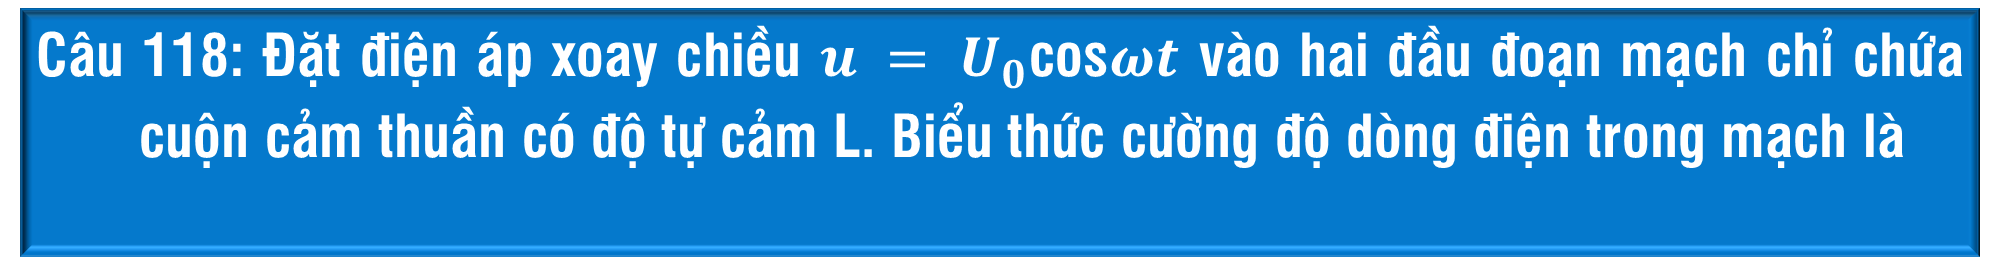 Câu 118: Đặt điện áp xoay chiều u = U₀cosωt vào hai đầu đoạn mạch chỉ chứa
cuộn cảm thuần có độ tự cảm L. Biểu thức cường độ dòng điện trong mạch là